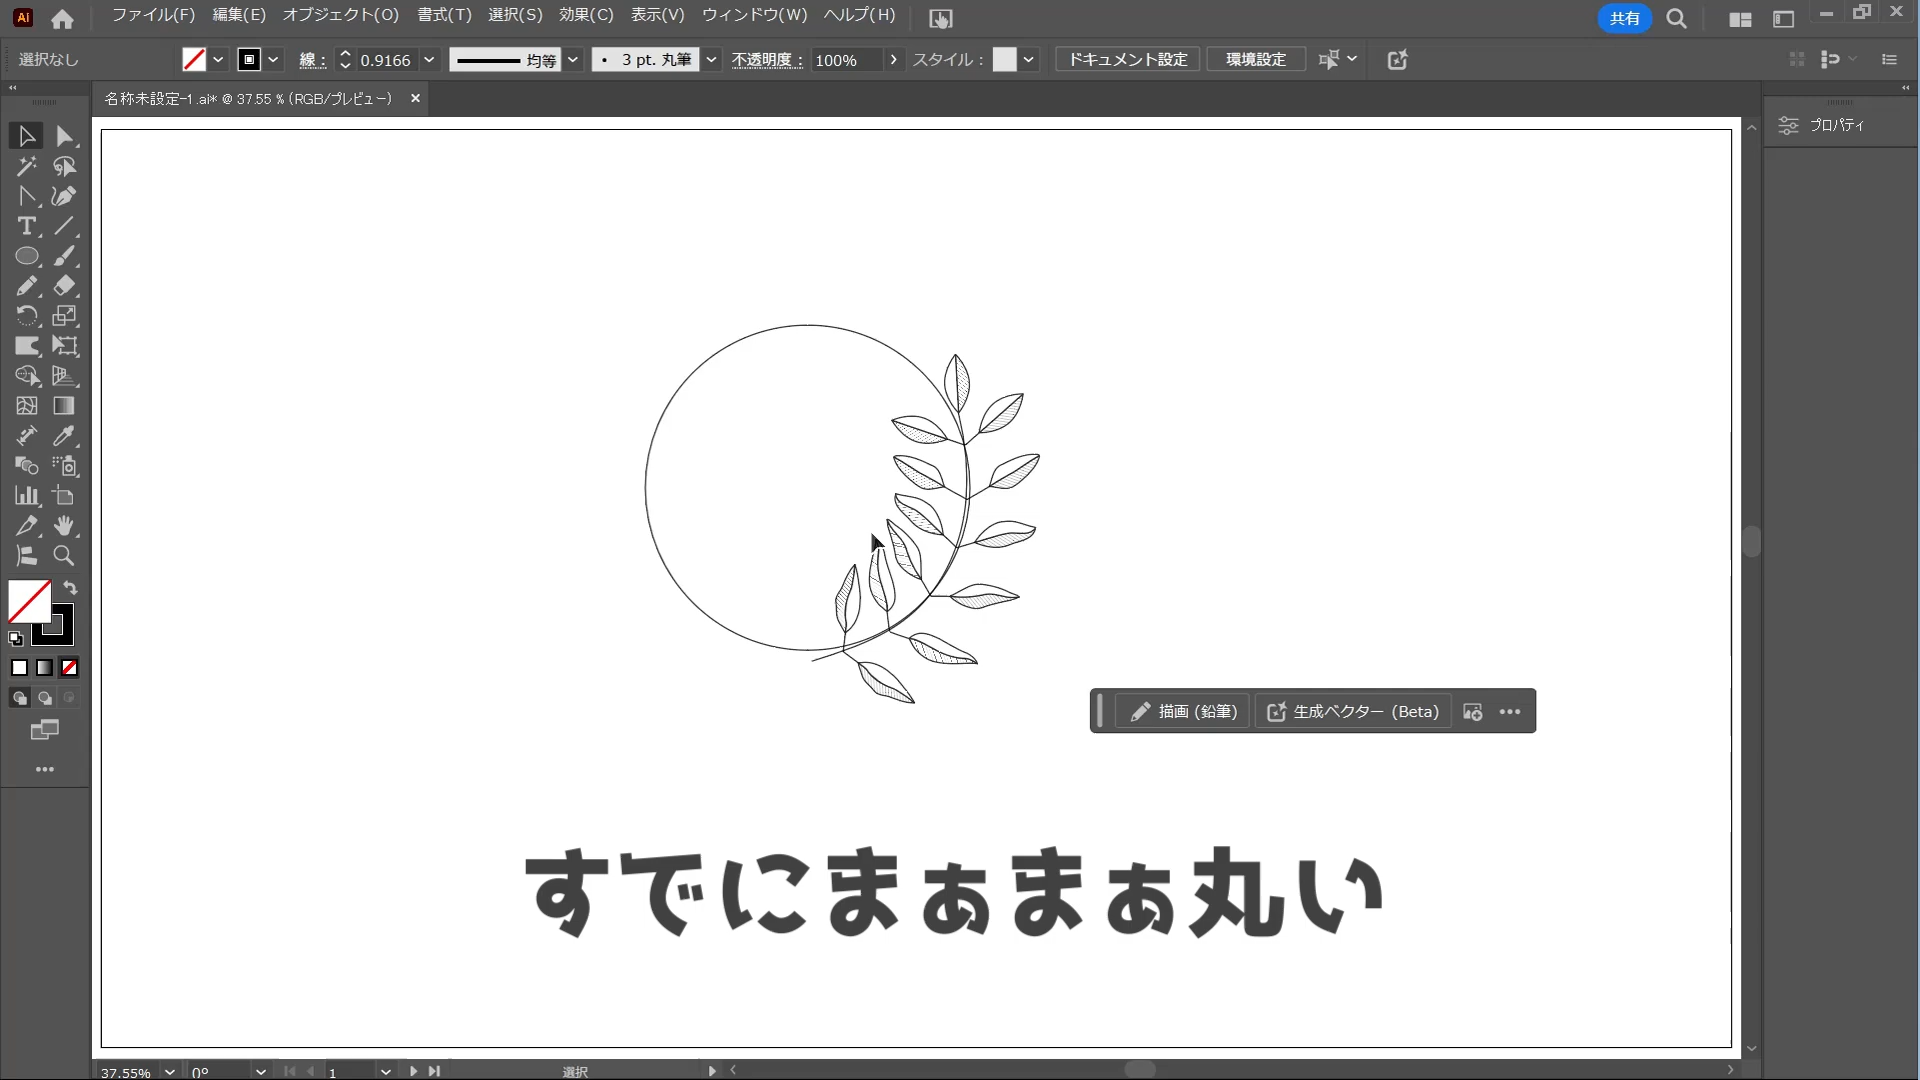 Ai ファイル(F) 編集(E) オブジェクト(O) 書式(T) 選択(S) 効果(C) 表示(V) ウィンドウ(W) ヘルプ(H) 共有
選択なし 線: 0.9166 均等 3 pt. 丸筆 不透明度: 100% スタイル: ドキュメント設定 環境設定
名称未設定-1.ai* @ 37.55 % (RGB/プレビュー) ×
プロパティ
描画 (鉛筆) 生成ベクター (Beta)
すでにまぁまぁ丸い
37.55% 0° 1 選択